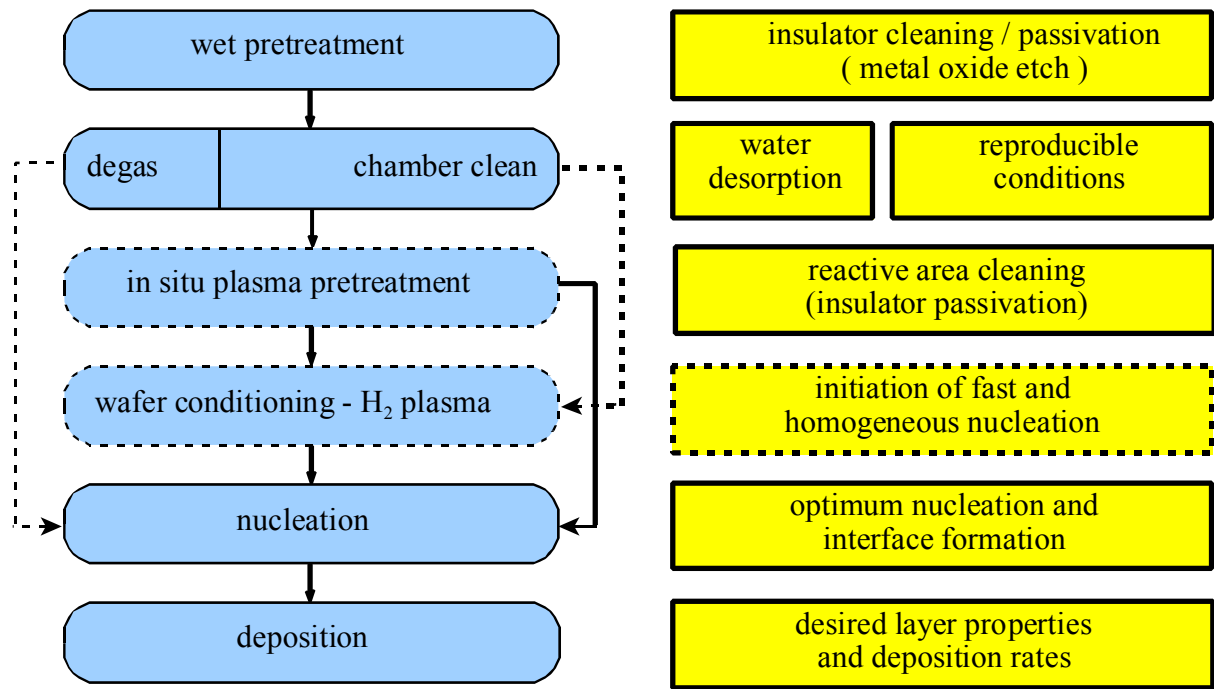 wet pretreatment
insulator cleaning / passivation
( metal oxide etch )
degas
chamber clean
water
desorption
reproducible
conditions
in situ plasma pretreatment
reactive area cleaning
(insulator passivation)
wafer conditioning - H₂ plasma
initiation of fast and
homogeneous nucleation
nucleation
optimum nucleation and
interface formation
deposition
desired layer properties
and deposition rates